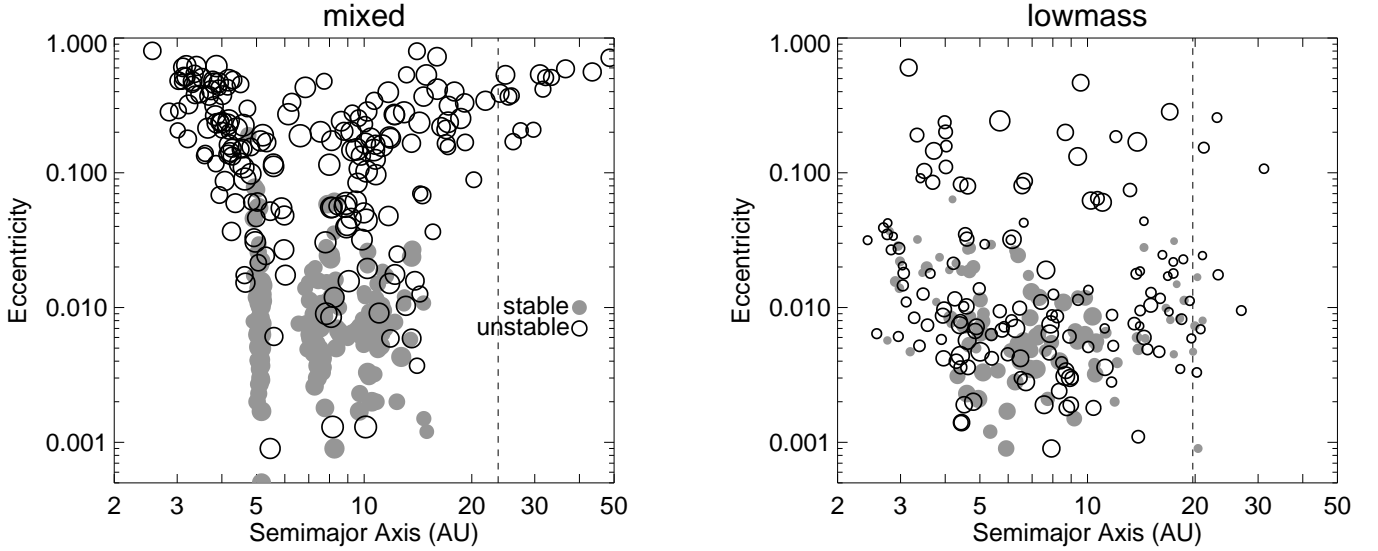 mixed
1.000
0.100
0.010
0.001
Eccentricity
stable
unstable
2 3 5 10 20 30 50
Semimajor Axis (AU)
lowmass
1.000
0.100
0.010
0.001
Eccentricity
2 3 5 10 20 30 50
Semimajor Axis (AU)